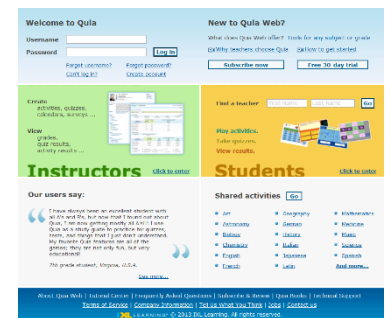 Welcome to Quia
Username
Password
Log in
Forgot username?
Forgot password?
Can't log in?
Create account
New to Quia Web?
What does Quia Web offer? Tools for any subject or grade
Why teachers choose Quia
How to get started
Subscribe now
Free 30 day trial
Create
activities, quizzes,
calendars, surveys ...
View
grades,
quiz results,
activity results ...
Instructors
Click to enter
Find a teacher
First Name
Last Name
Go
Play activities.
Take quizzes.
View results.
Students
Click to enter
Our users say:
I have always been an excellent student with
all A's and B's, but now that I found out about
Quia, I am now getting mostly all A's!! I use
Quia as a study guide to practice for quizzes,
tests, and things that I just don't understand.
My favorite Quia features are all of the
games; they are not only fun, but very
educational!
7th grade student, Virginia, U.S.A.
See more...
Shared activities
Go
Art
Geography
Mathematics
Astronomy
German
Medicine
Biology
History
Music
Chemistry
Italian
Science
English
Japanese
Spanish
French
Latin
And more...
About Quia Web | Tutorial Center | Frequently Asked Questions | Subscribe & Renew | Quia Books | Technical Support
Terms of Service | Company Information | Tell Us What You Think | Jobs | Contact us
IXL LEARNING © 2013 IXL Learning. All rights reserved.